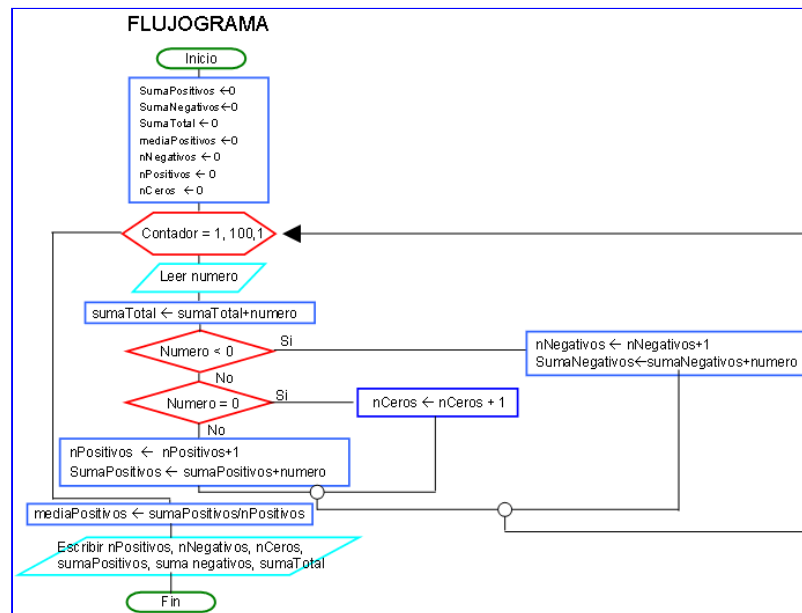 FLUJOGRAMA
Inicio
SumaPositivos ←0
SumaNegativos←0
SumaTotal ←0
mediaPositivos ←0
nNegativos ←0
nPositivos ←0
nCeros ←0
Contador = 1, 100,1
Leer numero
sumaTotal ← sumaTotal+numero
Numero < 0
Si
nNegativos ← nNegativos+1
SumaNegativos←sumaNegativos+numero
No
Numero = 0
Si
nCeros ← nCeros + 1
No
nPositivos ← nPositivos+1
SumaPositivos ← sumaPositivos+numero
mediaPositivos ← sumaPositivos/nPositivos
Escribir nPositivos, nNegativos, nCeros,
sumaPositivos, suma negativos, sumaTotal
Fin